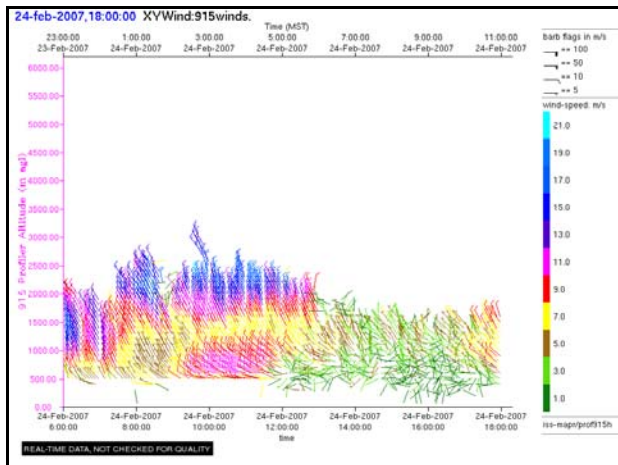 24-feb-2007,18:00:00 XYWind:915winds.
Time (MST)
23:00:00 1:00:00 3:00:00 5:00:00 7:00:00 9:00:00 11:00:00
23-Feb-2007 24-Feb-2007 24-Feb-2007 24-Feb-2007 24-Feb-2007 24-Feb-2007 24-Feb-2007
barb flags in m/s
== 100
== 50
== 10
== 5
wind-speed: m/s
21.0
19.0
17.0
15.0
13.0
11.0
9.0
7.0
5.0
3.0
1.0
915 Profiler Altitude (m msl)
6000.00
5500.00
5000.00
4500.00
4000.00
3500.00
3000.00
2500.00
2000.00
1500.00
1000.00
500.00
0.00
24-Feb-2007 24-Feb-2007 24-Feb-2007 24-Feb-2007 24-Feb-2007 24-Feb-2007 24-Feb-2007
6:00:00 8:00:00 10:00:00 12:00:00 14:00:00 16:00:00 18:00:00
time
iss-mapr/prof915h
REAL-TIME DATA, NOT CHECKED FOR QUALITY